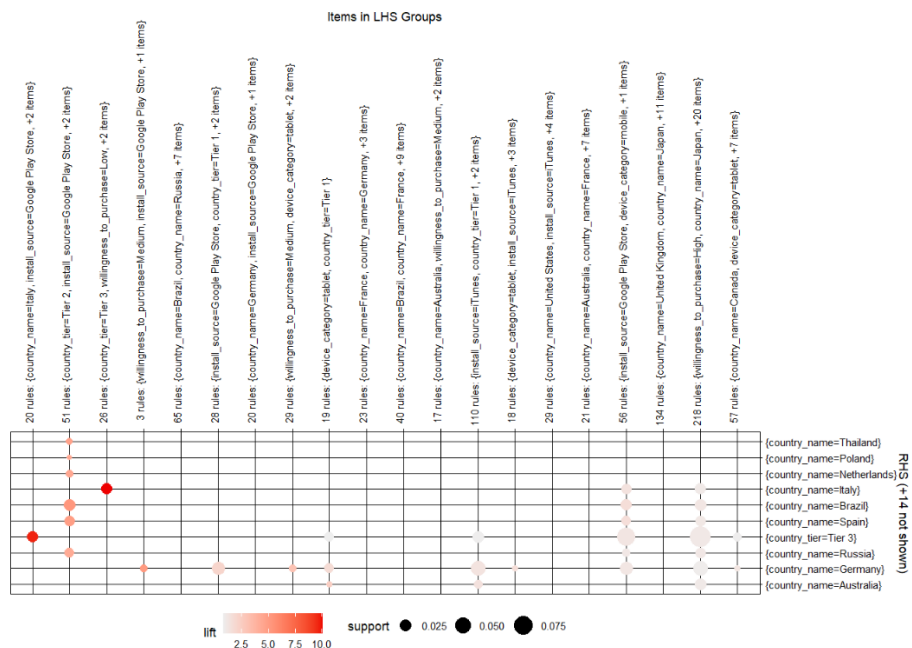 Items in LHS Groups
20 rules: {country_name=Italy, install_source=Google Play Store, +2 items}
51 rules: {country_tier=Tier 2, install_source=Google Play Store, +2 items}
26 rules: {country_tier=Tier 3, willingness_to_purchase=Low, +2 items}
3 rules: {willingness_to_purchase=Medium, install_source=Google Play Store, +1 items}
65 rules: {country_name=Brazil, country_name=Russia, +7 items}
28 rules: {install_source=Google Play Store, country_tier=Tier 1, +2 items}
20 rules: {country_name=Germany, install_source=Google Play Store, +1 items}
29 rules: {willingness_to_purchase=Medium, device_category=tablet, +2 items}
19 rules: {device_category=tablet, country_tier=Tier 1}
23 rules: {country_name=France, country_name=Germany, +3 items}
40 rules: {country_name=Brazil, country_name=France, +9 items}
17 rules: {country_name=Australia, willingness_to_purchase=Medium, +2 items}
110 rules: {install_source=iTunes, country_tier=Tier 1, +2 items}
18 rules: {device_category=tablet, install_source=iTunes, +3 items}
29 rules: {country_name=United States, install_source=iTunes, +4 items}
21 rules: {country_name=Australia, country_name=France, +7 items}
56 rules: {install_source=Google Play Store, device_category=mobile, +1 items}
134 rules: {country_name=United Kingdom, country_name=Japan, +11 items}
218 rules: {willingness_to_purchase=High, country_name=Japan, +20 items}
57 rules: {country_name=Canada, device_category=tablet, +7 items}
{country_name=Thailand}
{country_name=Poland}
{country_name=Netherlands}
{country_name=Italy}
{country_name=Brazil}
{country_name=Spain}
{country_tier=Tier 3}
{country_name=Russia}
{country_name=Germany}
{country_name=Australia}
RHS (+14 not shown)
lift
2.5 5.0 7.5 10.0
support
0.025 0.050 0.075